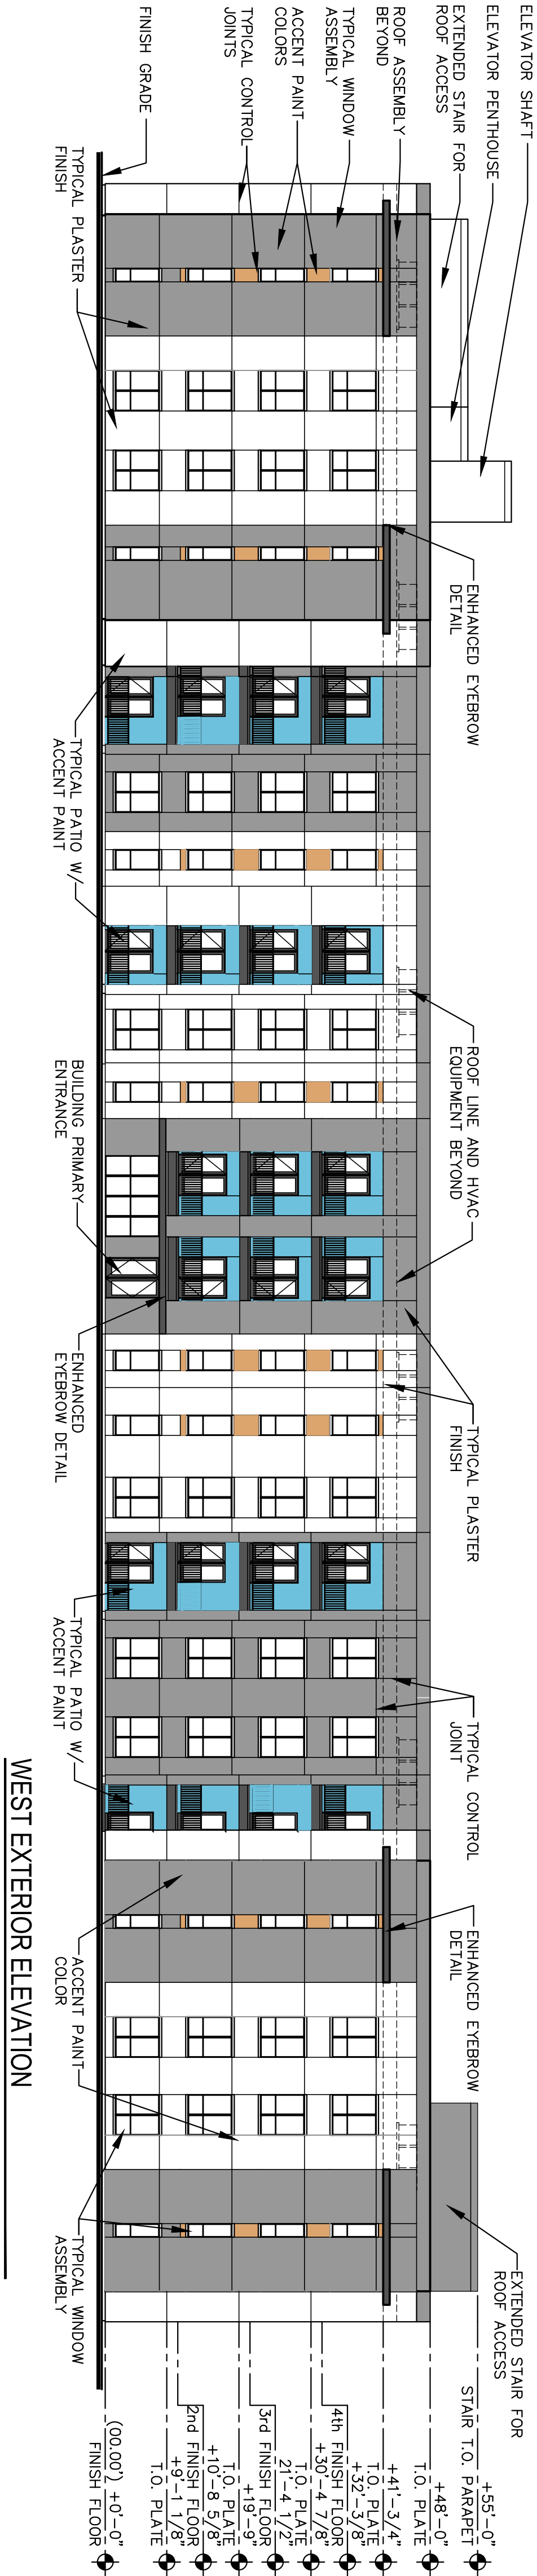 ELEVATOR SHAFT
ELEVATOR PENTHOUSE
EXTENDED STAIR FOR
ROOF ACCESS
ROOF ASSEMBLY
BEYOND
TYPICAL WINDOW
ASSEMBLY
ACCENT PAINT
COLORS
TYPICAL CONTROL
JOINTS
FINISH GRADE
TYPICAL PLASTER
FINISH
ENHANCED EYEBROW
DETAIL
TYPICAL PATIO W/
ACCENT PAINT
ROOF LINE AND HVAC
EQUIPMENT BEYOND
BUILDING PRIMARY
ENTRANCE
ENHANCED
EYEBROW DETAIL
TYPICAL PLASTER
FINISH
TYPICAL PATIO W/
ACCENT PAINT
TYPICAL CONTROL
JOINT
ENHANCED EYEBROW
DETAIL
ACCENT PAINT
COLOR
EXTENDED STAIR FOR
ROOF ACCESS
TYPICAL WINDOW
ASSEMBLY
+55'-0"
STAIR T.O. PARAPET
+48'-0"
T.O. PLATE
+41'-3/4"
T.O. PLATE
+32'-3/8"
4th FINISH FLOOR
+30'-4 7/8"
T.O. PLATE
21'-4 1/2"
3rd FINISH FLOOR
+19'-9"
T.O. PLATE
+10'-8 5/8"
2nd FINISH FLOOR
+9'-1 1/8"
T.O. PLATE
(00.00') +0'-0"
FINISH FLOOR
WEST EXTERIOR ELEVATION